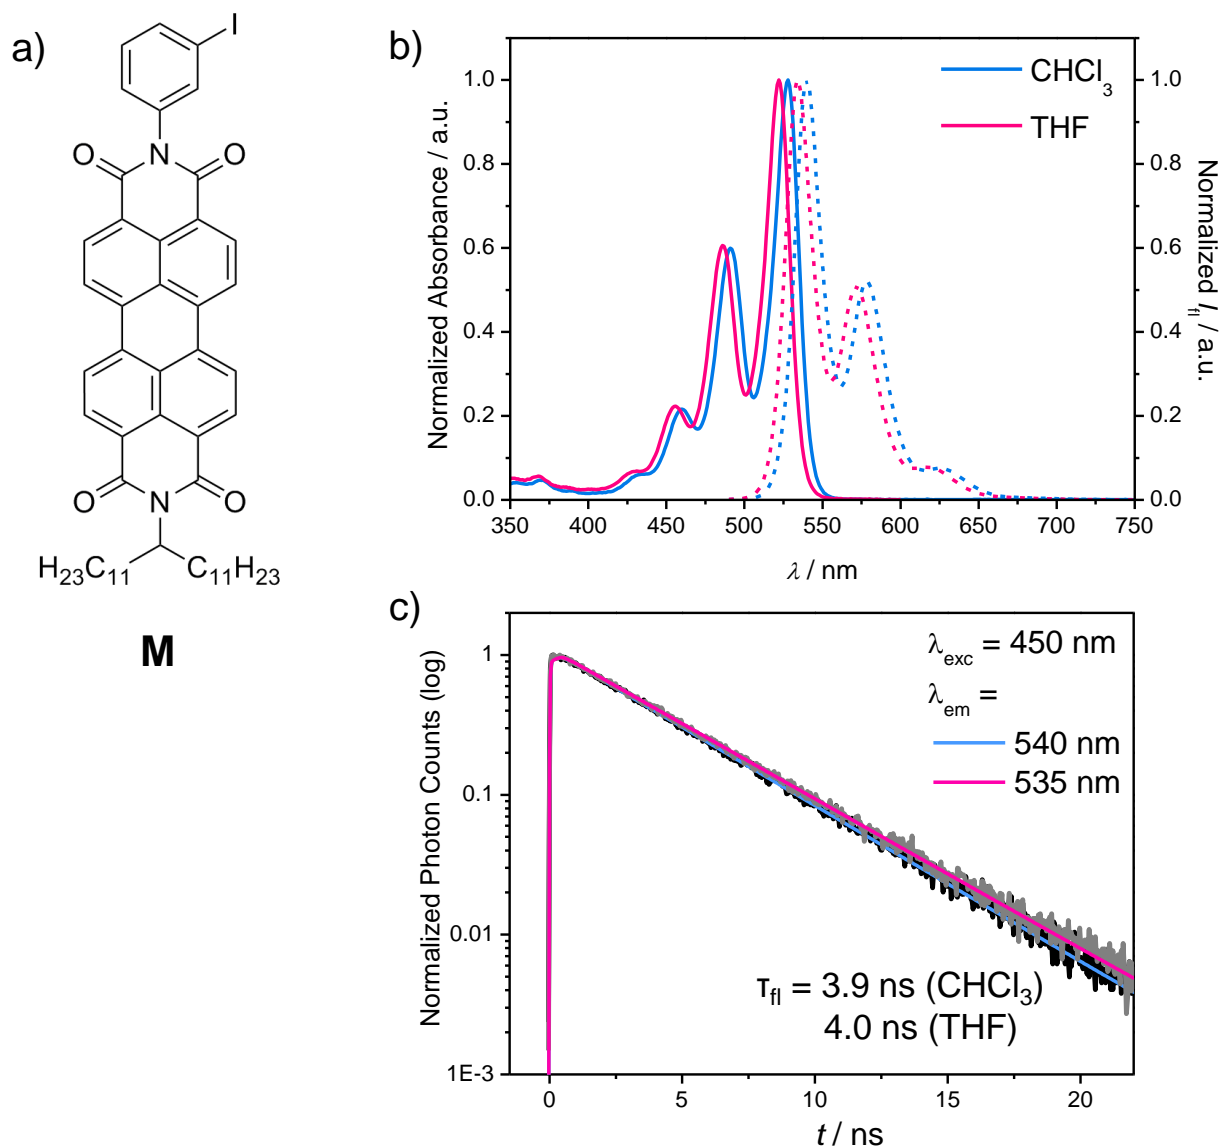 a)
I
O
N
O
O
N
O
H23C11
C11H23
M
b)
Normalized Absorbance / a.u.
1.0
0.8
0.6
0.4
0.2
0.0
350 400 450 500 550 600 650 700 750
λ / nm
CHCl3
THF
1.0
0.8
0.6
0.4
0.2
0.0
Normalized Ifl / a.u.
c)
Normalized Photon Counts (log)
1
0.1
0.01
1E-3
0 5 10 15 20
t / ns
λexc = 450 nm
λem =
540 nm
535 nm
τfl = 3.9 ns (CHCl3)
4.0 ns (THF)